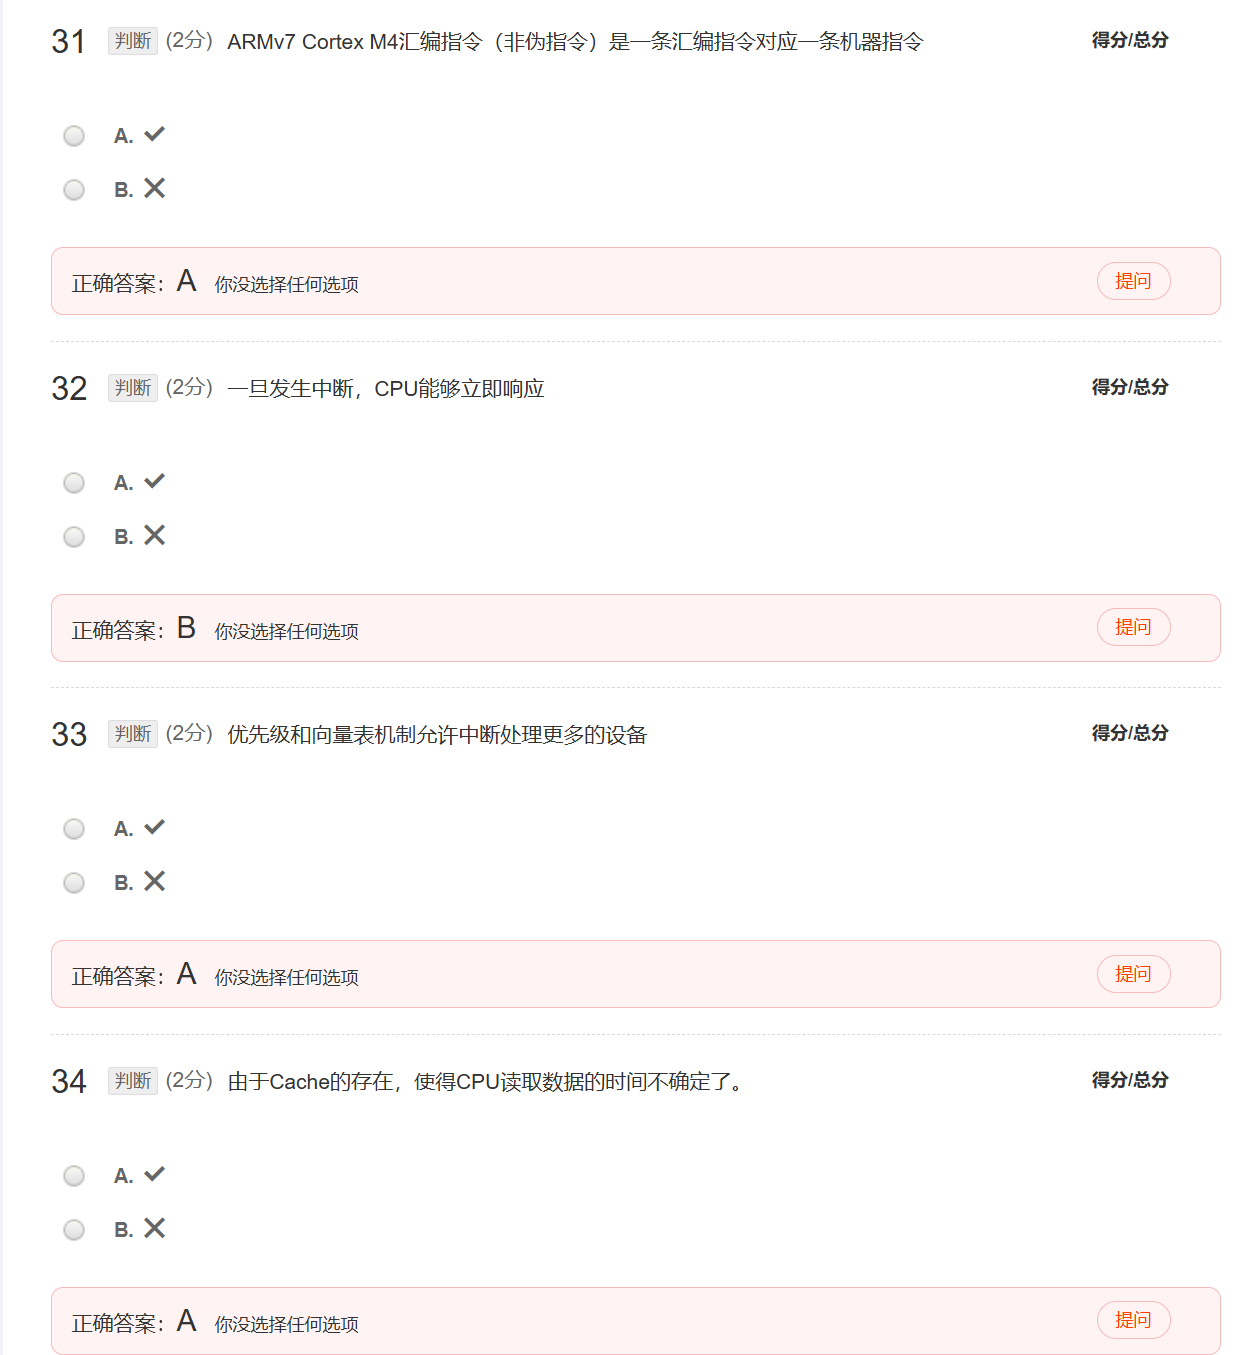 31 判断 (2分) ARMv7 Cortex M4汇编指令（非伪指令）是一条汇编指令对应一条机器指令 得分/总分
A. ✓
B. ✕
正确答案：A 你没选择任何选项 提问
32 判断 (2分) 一旦发生中断，CPU能够立即响应 得分/总分
A. ✓
B. ✕
正确答案：B 你没选择任何选项 提问
33 判断 (2分) 优先级和向量表机制允许中断处理更多的设备 得分/总分
A. ✓
B. ✕
正确答案：A 你没选择任何选项 提问
34 判断 (2分) 由于Cache的存在，使得CPU读取数据的时间不确定了。 得分/总分
A. ✓
B. ✕
正确答案：A 你没选择任何选项 提问